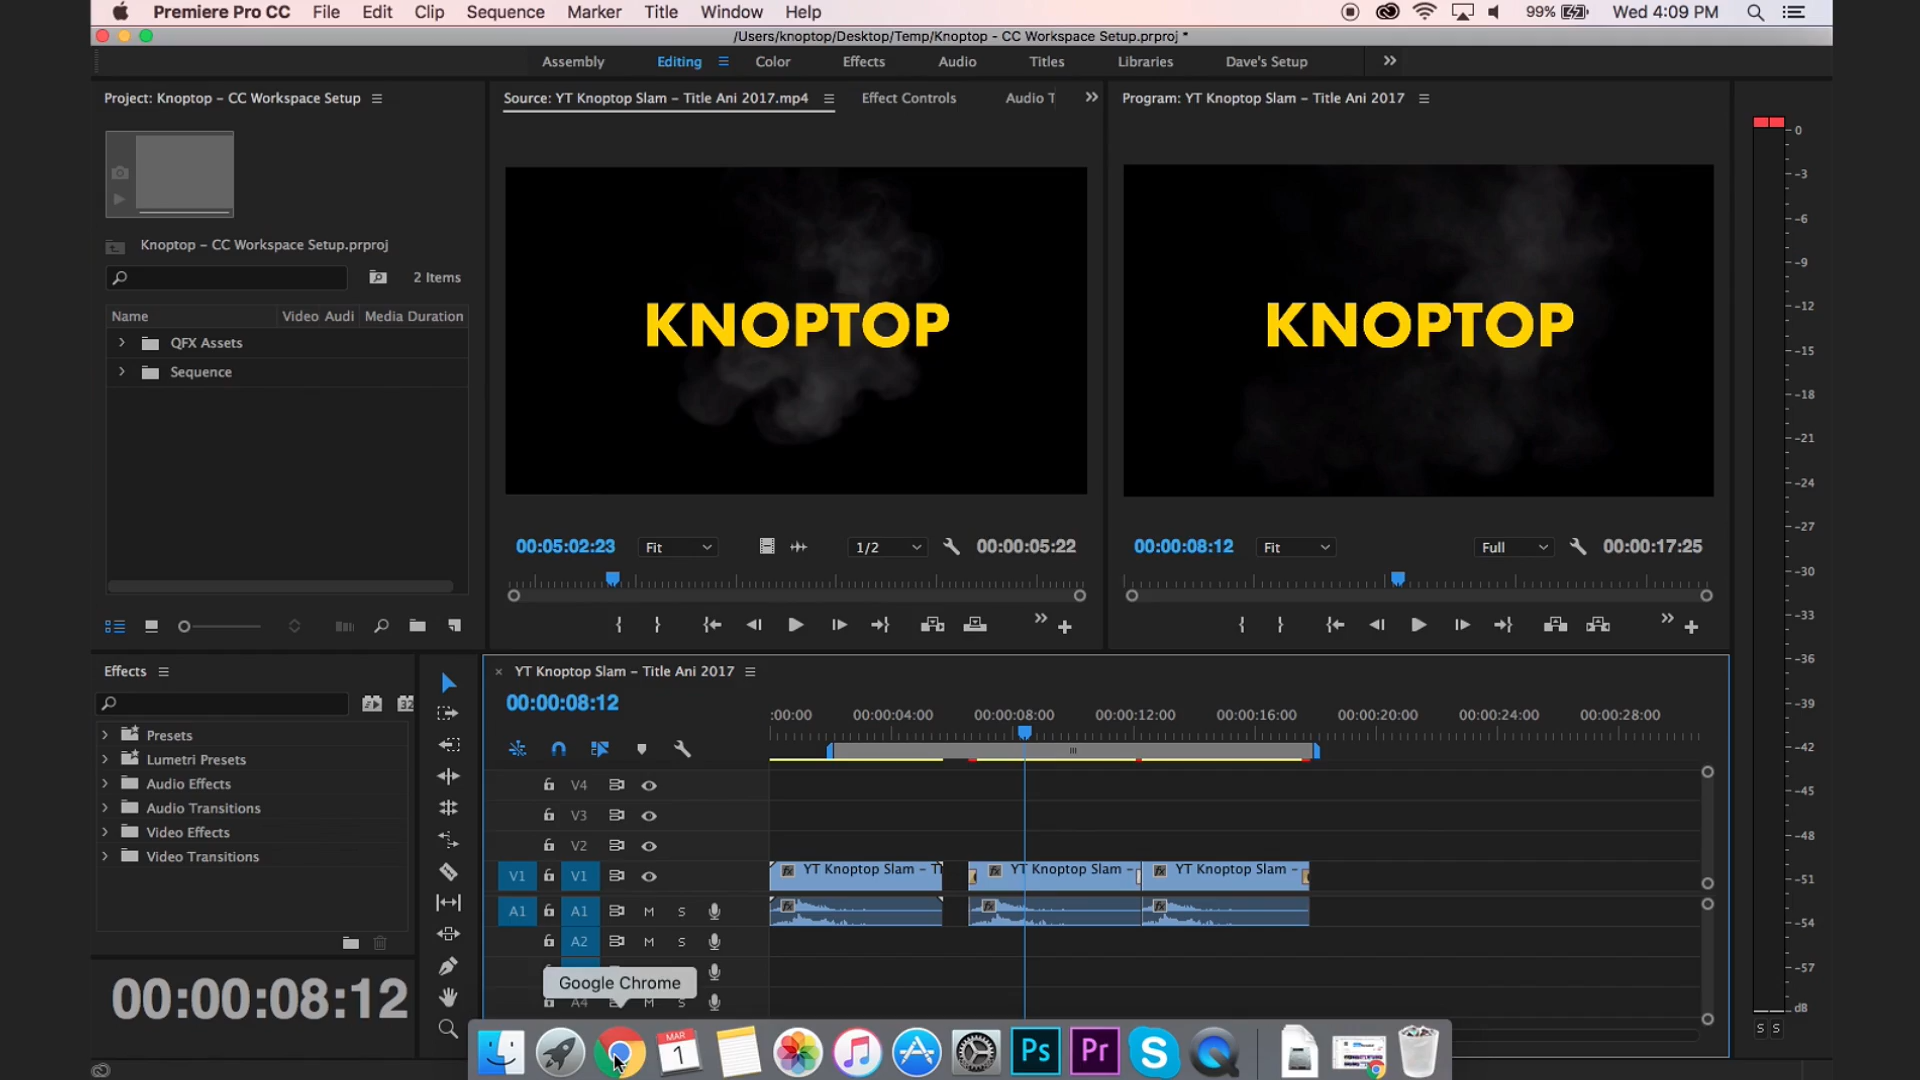 Premiere Pro CC File Edit Clip Sequence Marker Title Window Help 99% Wed 4:09 PM
/Users/knoptop/Desktop/Temp/Knoptop - CC Workspace Setup.prproj *
Assembly Editing Color Effects Audio Titles Libraries Dave's Setup
Project: Knoptop - CC Workspace Setup
Source: YT Knoptop Slam - Title Ani 2017.mp4 Effect Controls Audio T
Program: YT Knoptop Slam - Title Ani 2017
KNOPTOP
KNOPTOP
Knoptop - CC Workspace Setup.prproj
2 Items
Name Video Audi Media Duration
QFX Assets
Sequence
00:05:02:23 Fit 1/2 00:00:05:22
00:00:08:12 Fit Full 00:00:17:25
0
-3
-6
-9
-12
-15
-18
-21
-24
-27
-30
-33
-36
-39
-42
-45
-48
-51
-54
-57
dB
S S
Effects
32
Presets
Lumetri Presets
Audio Effects
Audio Transitions
Video Effects
Video Transitions
00:00:08:12
YT Knoptop Slam - Title Ani 2017
00:00:08:12
:00:00 00:00:04:00 00:00:08:00 00:00:12:00 00:00:16:00 00:00:20:00 00:00:24:00 00:00:28:00
V4
V3
V2
V1 V1 fx YT Knoptop Slam - Ti fx YT Knoptop Slam - fx YT Knoptop Slam -
A1 A1 M S fx fx fx
A2 M S
Google Chrome
A4 M S
MAR
1
Ps Pr S